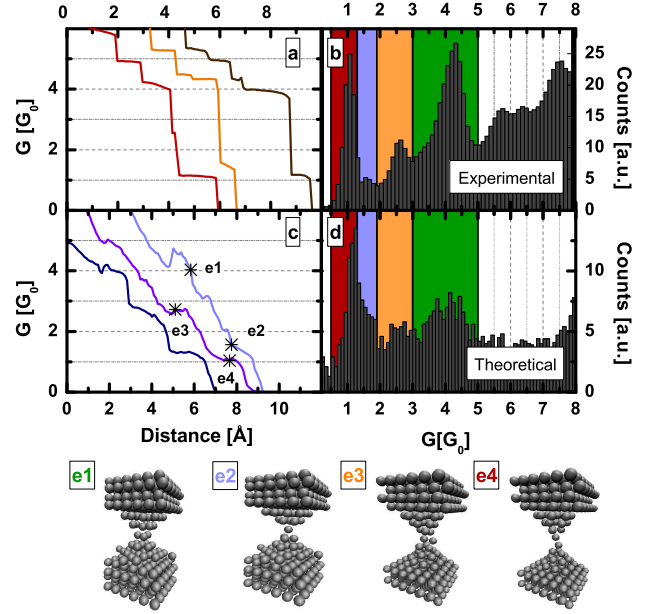 0 2 4 6 8
1 2 3 4 5 6 7 8
G [G0]
4
2
0
a
b
25
20
15
10
5
0
Counts [a.u.]
Experimental
G [G0]
4
2
0
c
d
e1
e2
e3
e4
10
5
0
Counts [a.u.]
Theoretical
0 2 4 6 8 10
1 2 3 4 5 6 7 8
Distance [Å]
G[G0]
e1
e2
e3
e4